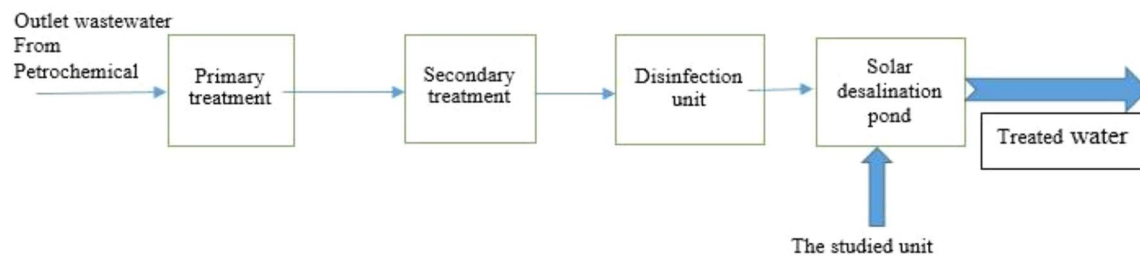 Outlet wastewater
From
Petrochemical
Primary
treatment
Secondary
treatment
Disinfection
unit
Solar
desalination
pond
Treated water
The studied unit